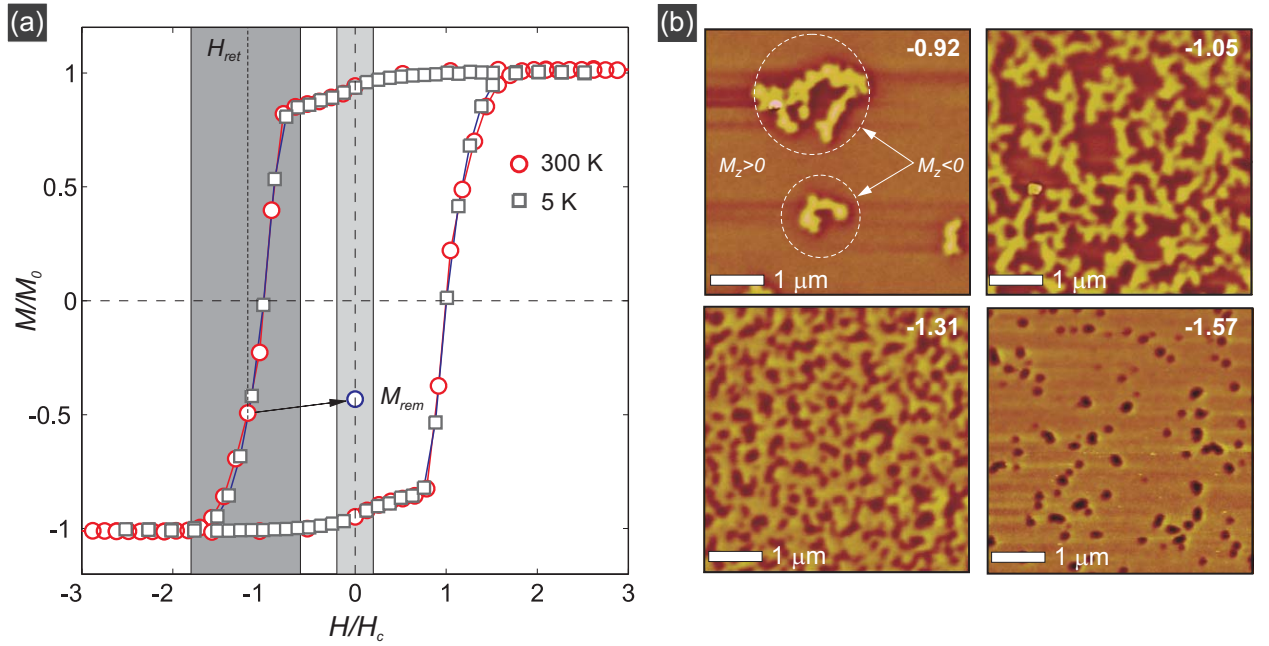 (a)
H_ret
300 K
5 K
M_rem
M/M_0
1
0.5
0
-0.5
-1
-3
-2
-1
0
1
2
3
H/H_c
(b)
-0.92
M_z>0
M_z<0
1 μm
-1.05
1 μm
-1.31
1 μm
-1.57
1 μm